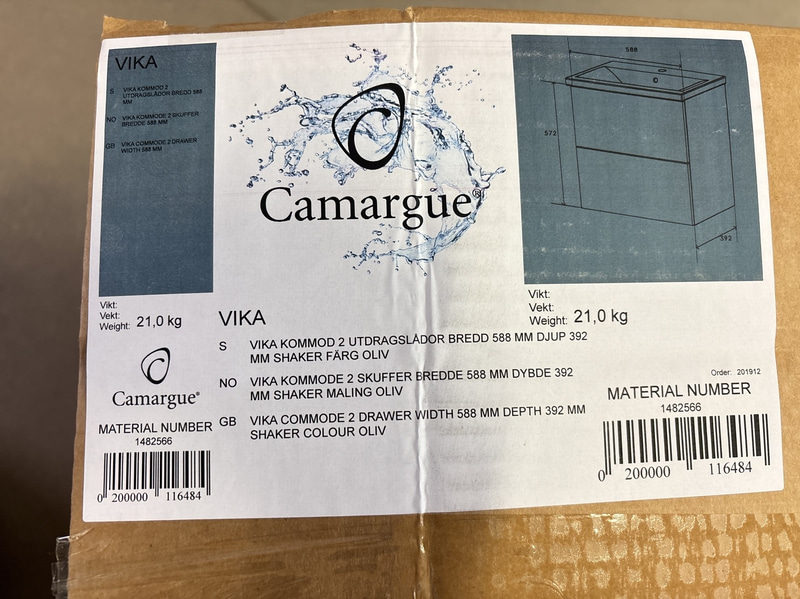 VIKA
S VIKA KOMMOD 2
UTDRAGSLÅDOR BREDD 588
MM
NO VIKA KOMMODE 2 SKUFFER
BREDDE 588 MM
GB VIKA COMMODE 2 DRAWER
WIDTH 588 MM
Camargue®
588
572
392
Vikt:
Vekt:
Weight: 21,0 kg
Camargue®
MATERIAL NUMBER
1482566
0 200000 116484
VIKA
S VIKA KOMMOD 2 UTDRAGSLÅDOR BREDD 588 MM DJUP 392
MM SHAKER FÄRG OLIV
NO VIKA KOMMODE 2 SKUFFER BREDDE 588 MM DYBDE 392
MM SHAKER MALING OLIV
GB VIKA COMMODE 2 DRAWER WIDTH 588 MM DEPTH 392 MM
SHAKER COLOUR OLIV
Vikt:
Vekt:
Weight: 21,0 kg
Order: 201912
MATERIAL NUMBER
1482566
0 200000 116484